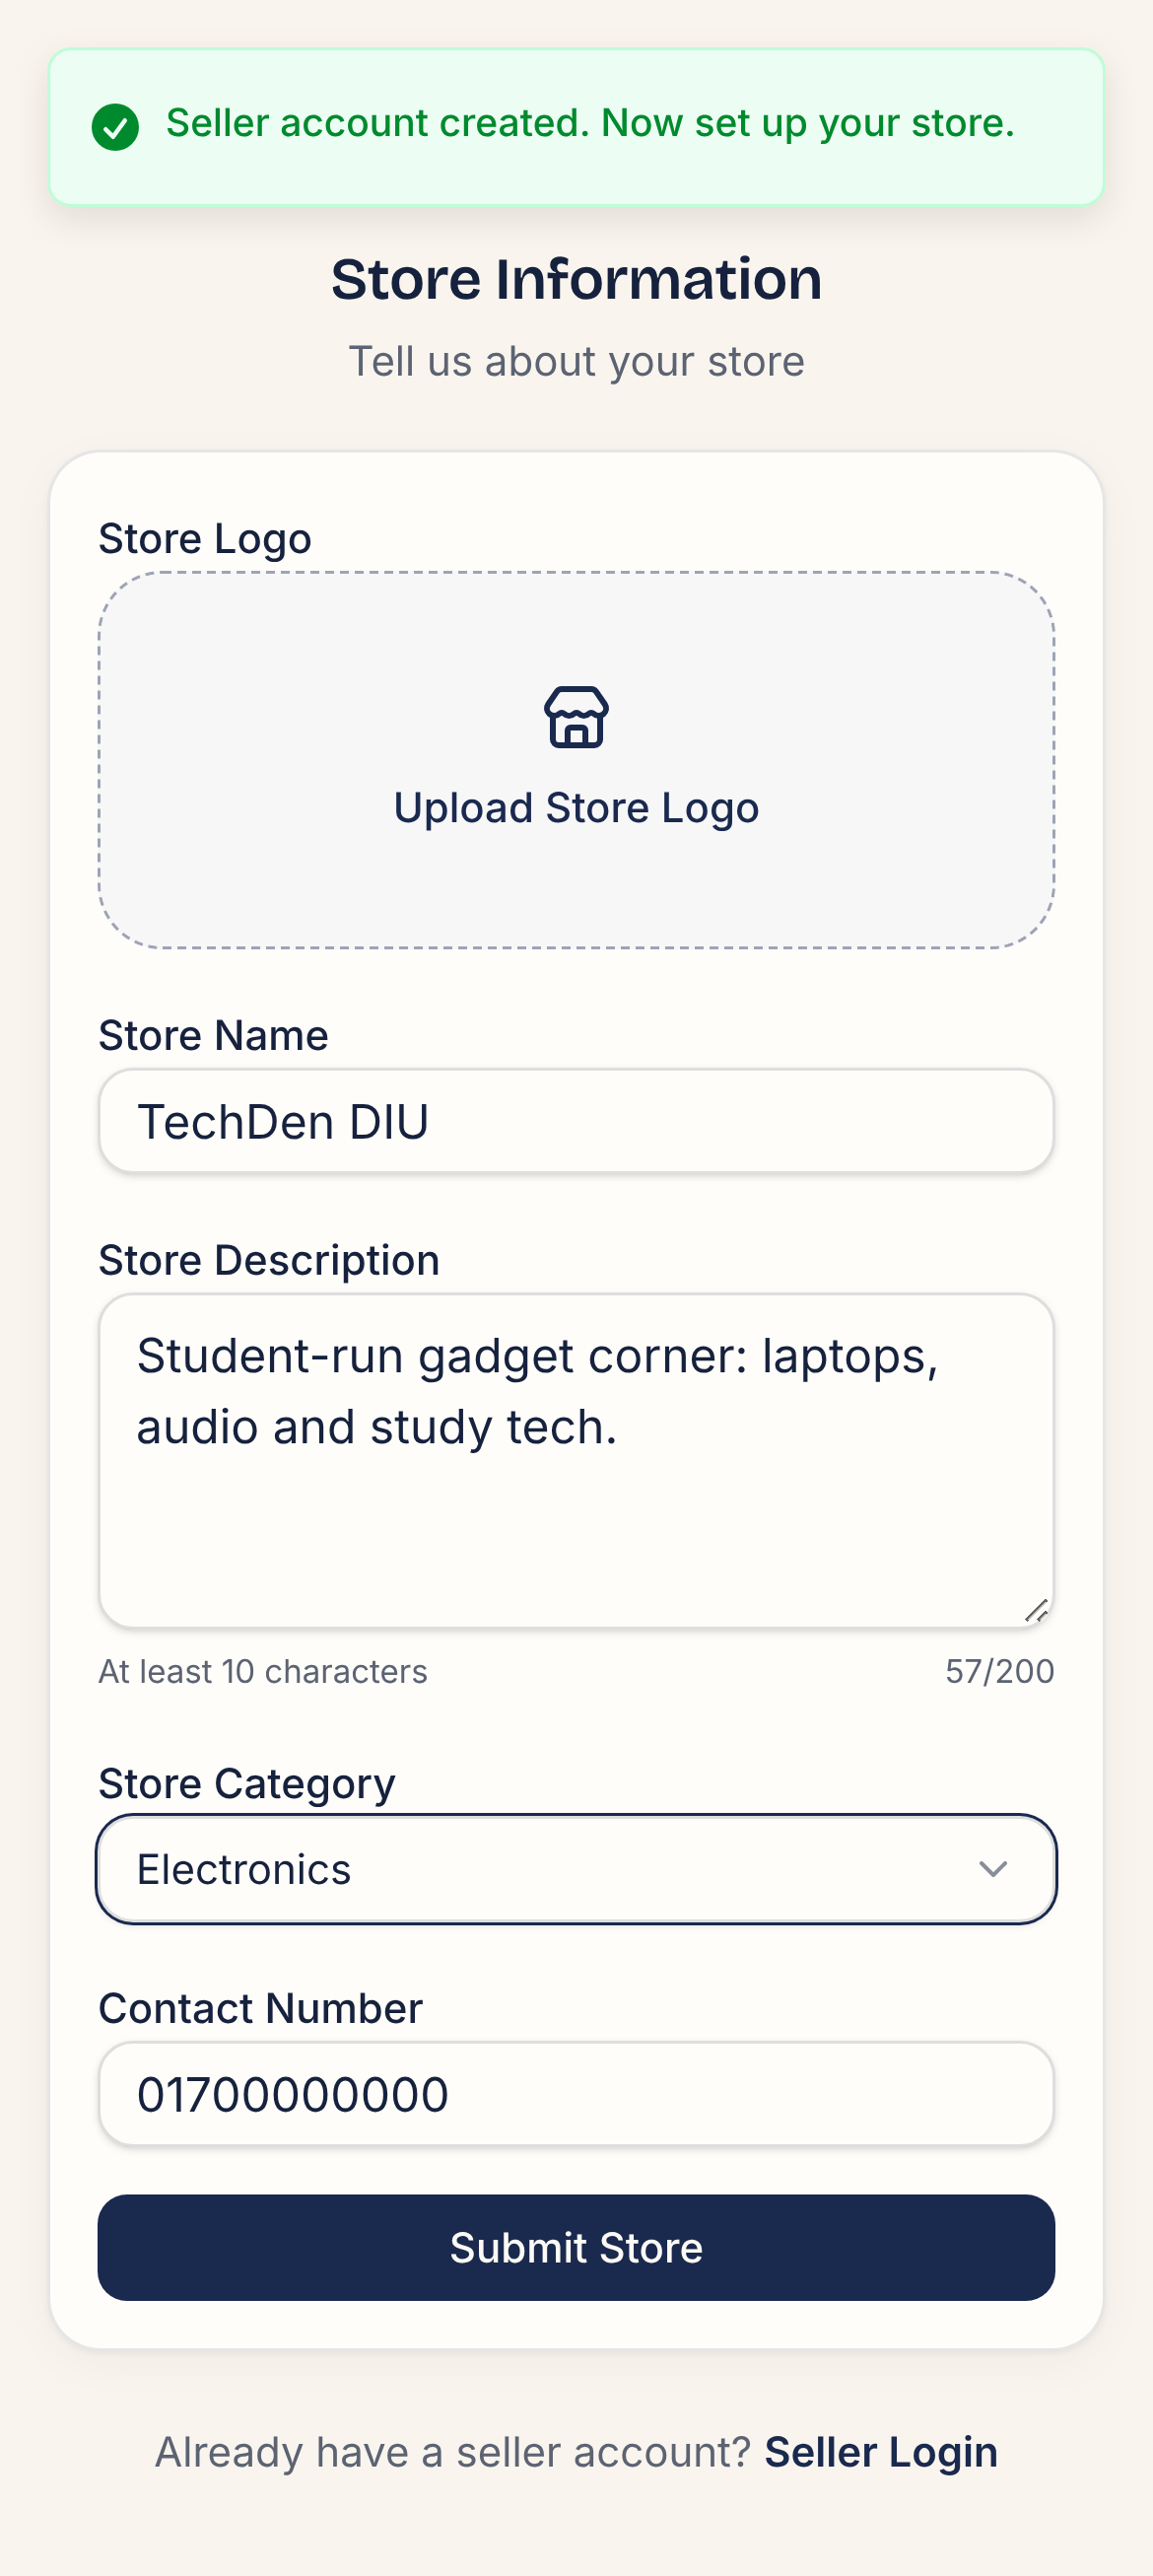 Seller account created. Now set up your store.
Store Information
Tell us about your store
Store Logo
Upload Store Logo
Store Name
TechDen DIU
Store Description
Student-run gadget corner: laptops,
audio and study tech.
At least 10 characters 57/200
Store Category
Electronics
Contact Number
01700000000
Submit Store
Already have a seller account? Seller Login